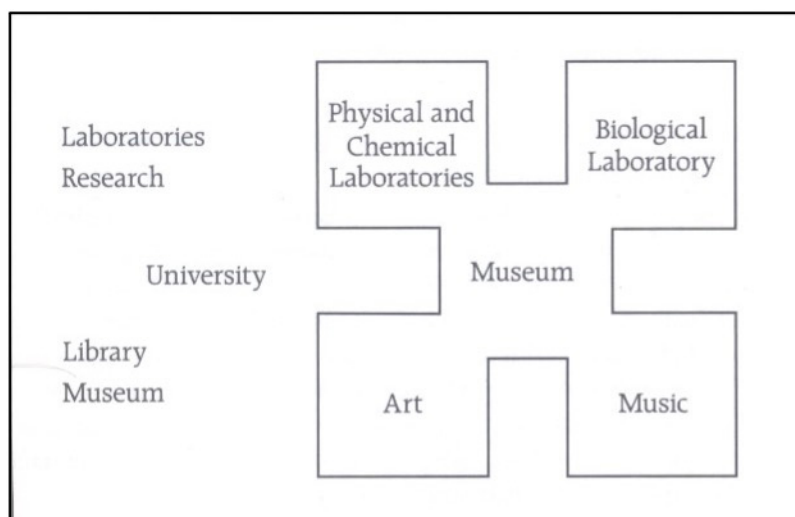 Laboratories
Research
University
Library
Museum
Physical and
Chemical
Laboratories
Biological
Laboratory
Museum
Art
Music